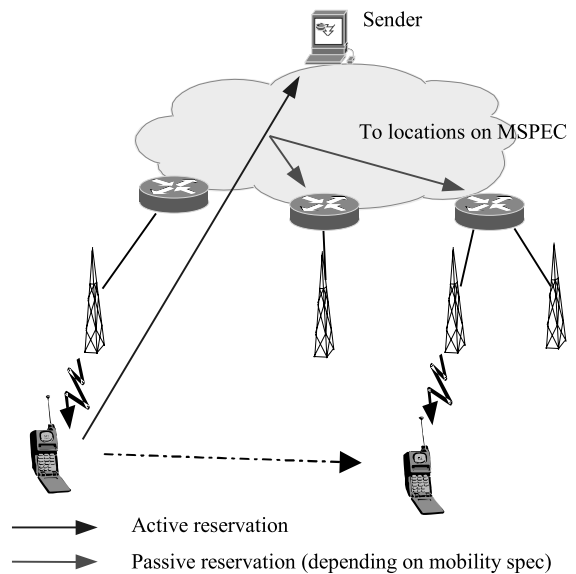 Sender
To locations on MSPEC
Active reservation
Passive reservation (depending on mobility spec)